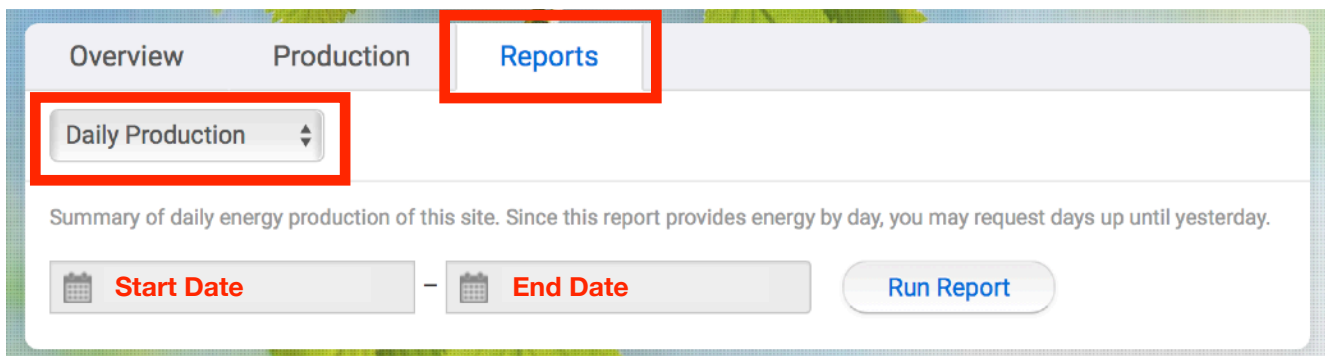 Overview Production Reports
Daily Production
Summary of daily energy production of this site. Since this report provides energy by day, you may request days up until yesterday.
Start Date – End Date Run Report